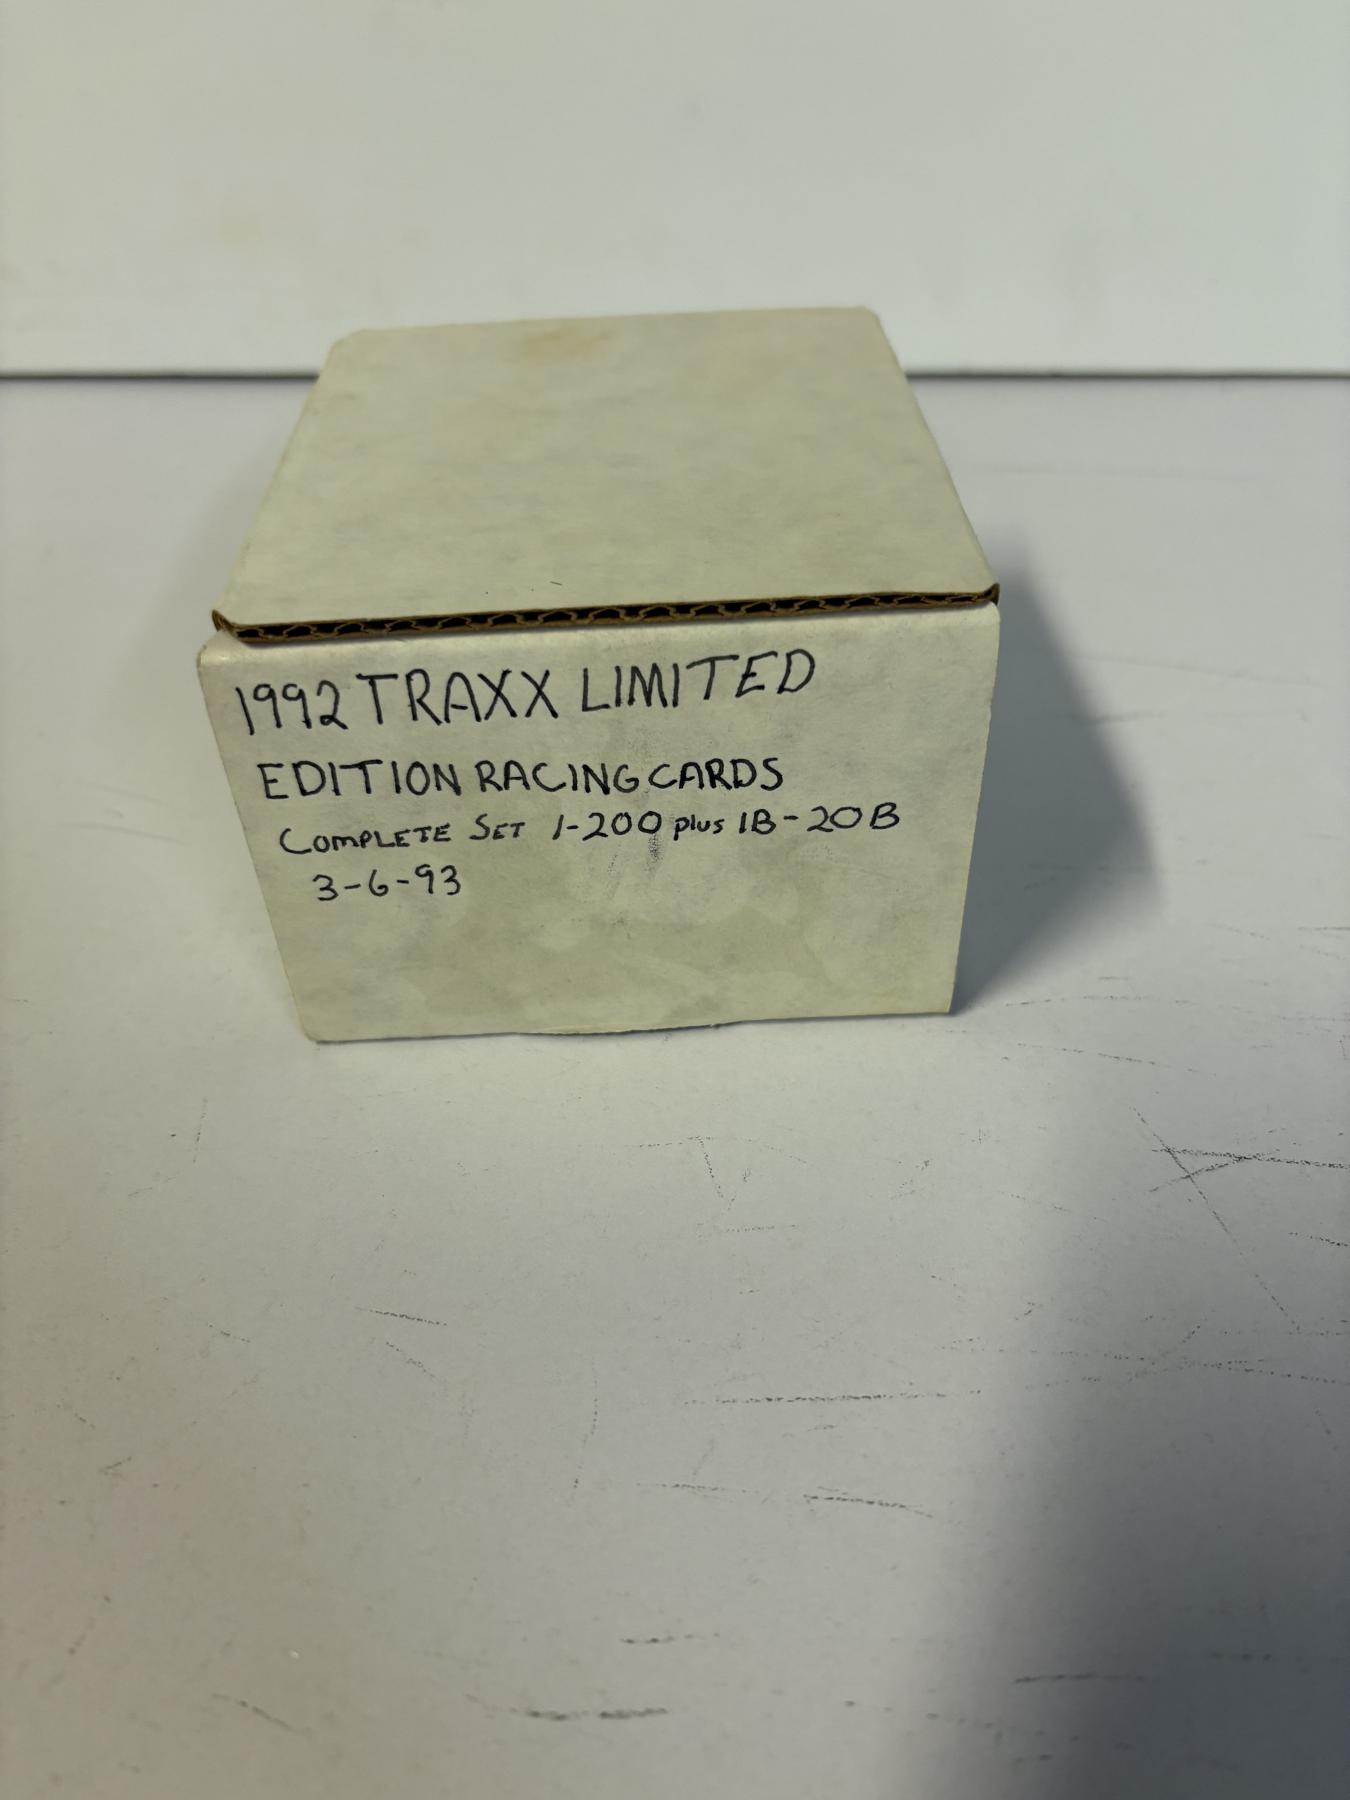 1992 TRAXX LIMITED
EDITION RACING CARDS
COMPLETE SET 1-200 plus 1B-20B
3-6-93